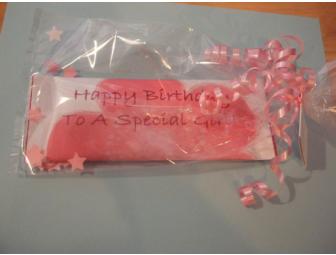 Happy Birthday
To A Special